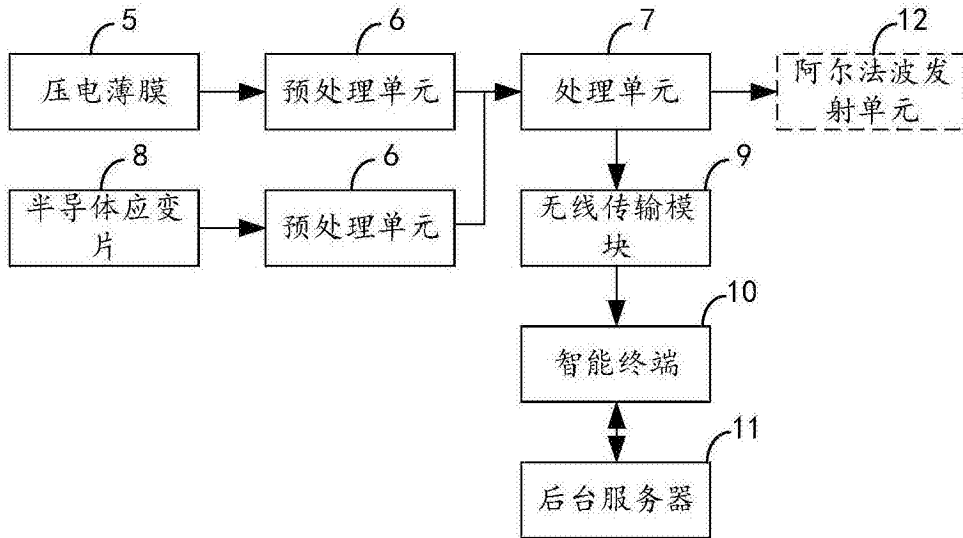 5
6
7
12
压电薄膜
预处理单元
处理单元
阿尔法波发
射单元
8
6
9
半导体应变
片
预处理单元
无线传输模
块
10
智能终端
11
后台服务器